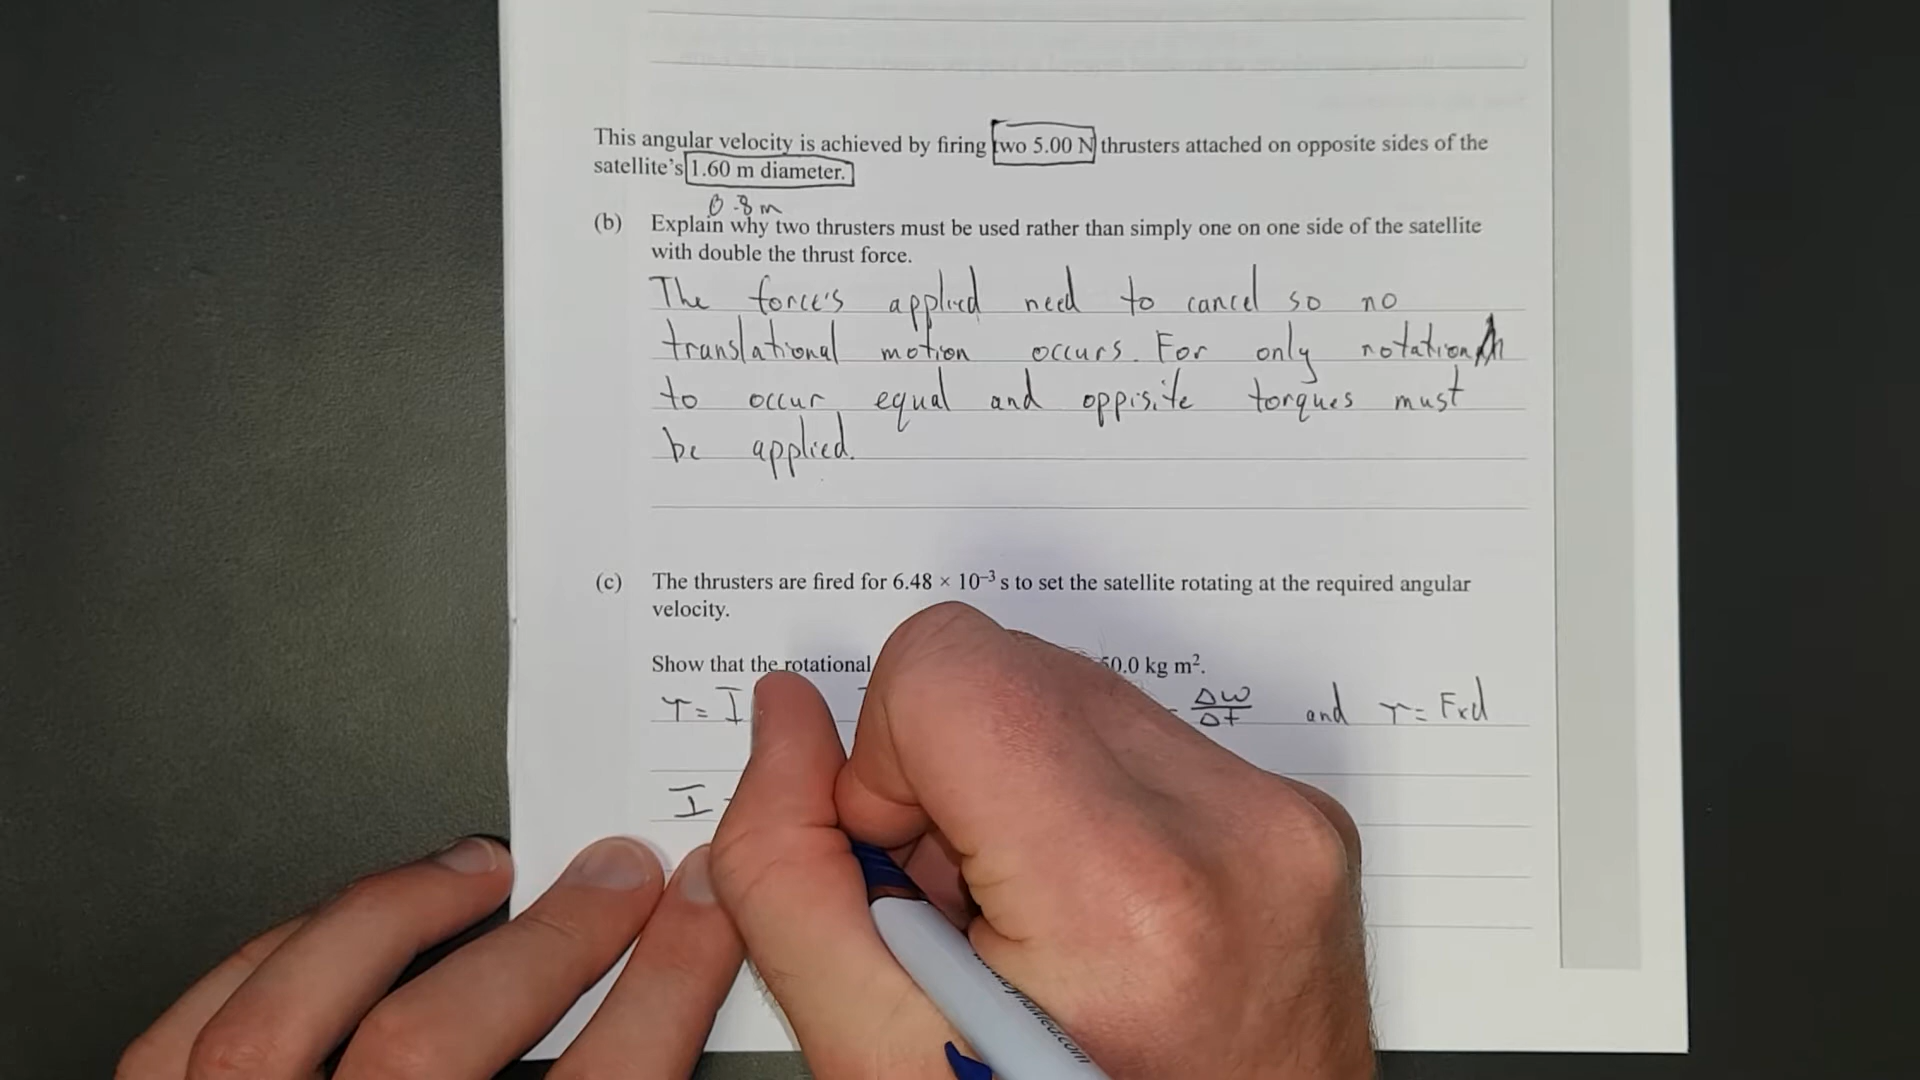 This angular velocity is achieved by firing two 5.00 N thrusters attached on opposite sides of the
satellite's 1.60 m diameter.
0.8m
(b) Explain why two thrusters must be used rather than simply one on one side of the satellite
with double the thrust force.
The force's applied need to cancel so no
translational motion occurs. For only rotation
to occur equal and oppisite torques must
be applied.
(c) The thrusters are fired for 6.48 × 10⁻³ s to set the satellite rotating at the required angular
velocity.
Show that the rotational 50.0 kg m².
τ = I Δω/Δt and τ = Fxd
I